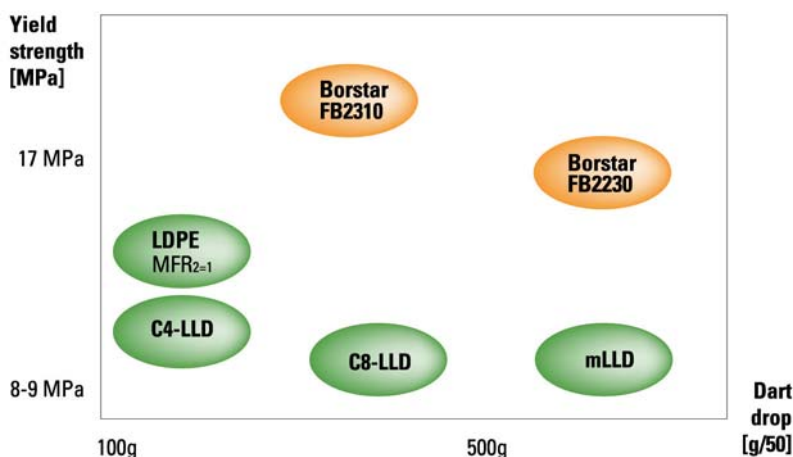 Yield
strength
[MPa]
Borstar
FB2310
17 MPa
Borstar
FB2230
LDPE
MFR2=1
C4-LLD
C8-LLD
mLLD
8-9 MPa
Dart
drop
[g/50]
100g
500g